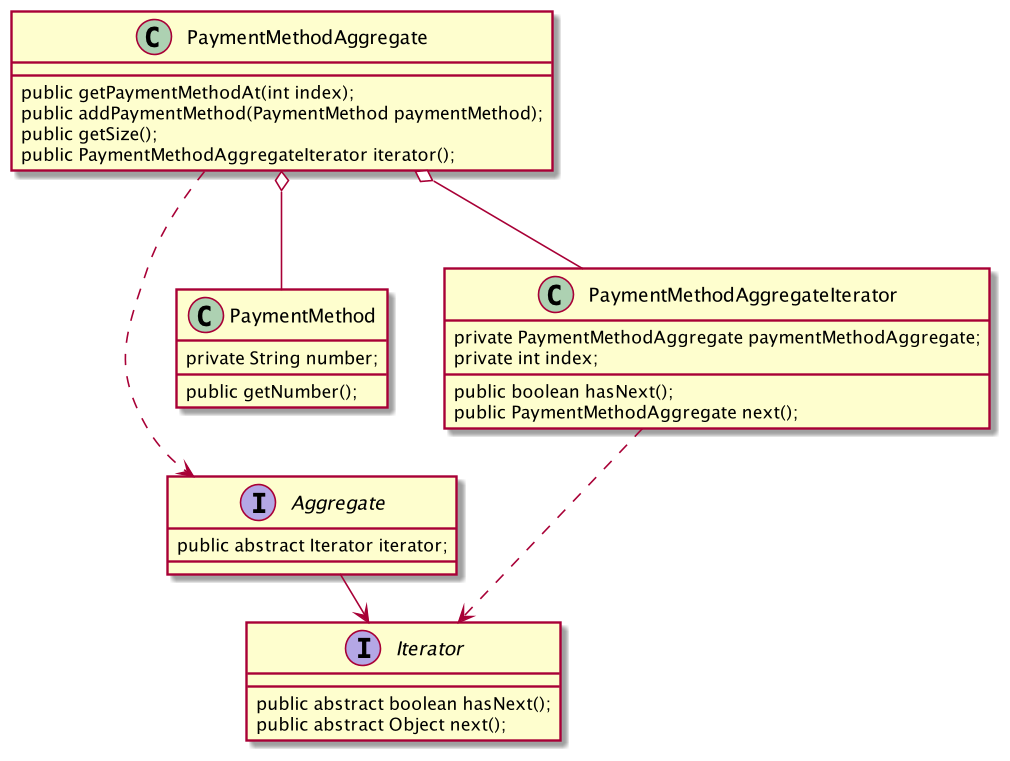 C PaymentMethodAggregate
public getPaymentMethodAt(int index);
public addPaymentMethod(PaymentMethod paymentMethod);
public getSize();
public PaymentMethodAggregateIterator iterator();
C PaymentMethod
private String number;
public getNumber();
C PaymentMethodAggregateIterator
private PaymentMethodAggregate paymentMethodAggregate;
private int index;
public boolean hasNext();
public PaymentMethodAggregate next();
I Aggregate
public abstract Iterator iterator;
I Iterator
public abstract boolean hasNext();
public abstract Object next();